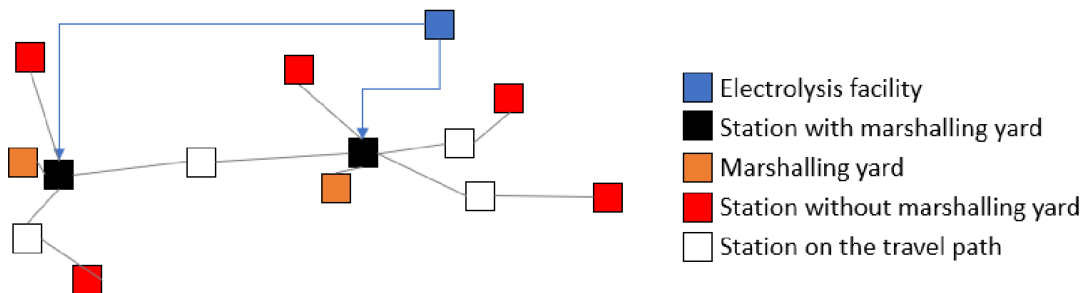 Electrolysis facility
Station with marshalling yard
Marshalling yard
Station without marshalling yard
Station on the travel path